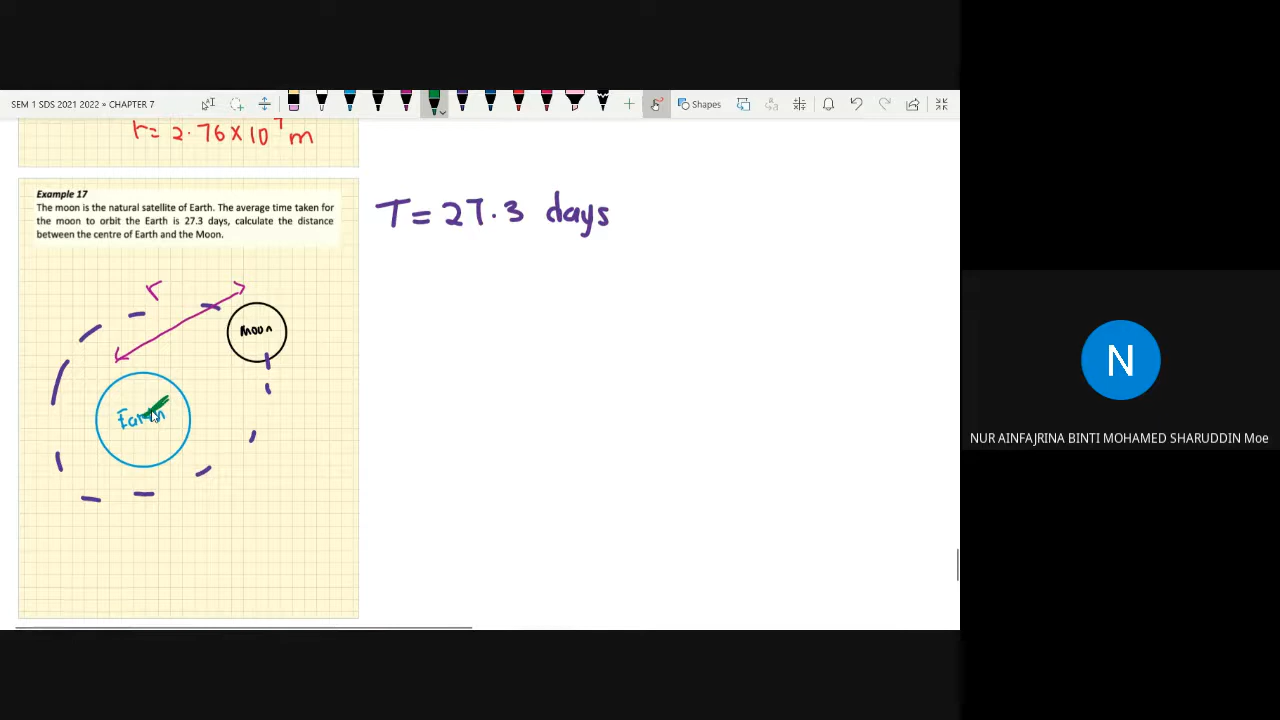 SEM 1 SDS 2021 2022 » CHAPTER 7
Shapes
r= 2.76 x 10⁷ m
Example 17
The moon is the natural satellite of Earth. The average time taken for
the moon to orbit the Earth is 27.3 days, calculate the distance
between the centre of Earth and the Moon.
T = 27.3 days
r
Moon
Earth
N
NUR AINFAJRINA BINTI MOHAMED SHARUDDIN Moe